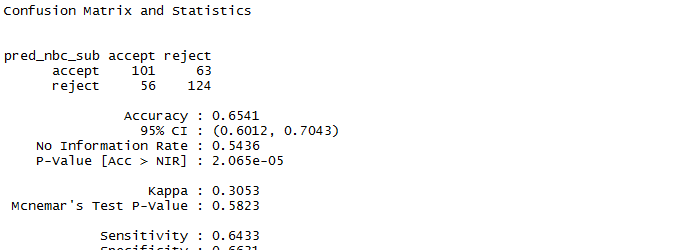 Confusion Matrix and Statistics
pred_nbc_sub accept reject
accept 101 63
reject 56 124
Accuracy : 0.6541
95% CI : (0.6012, 0.7043)
No Information Rate : 0.5436
P-Value [Acc > NIR] : 2.065e-05
Kappa : 0.3053
Mcnemar's Test P-Value : 0.5823
Sensitivity : 0.6433
Specificity : 0.6631